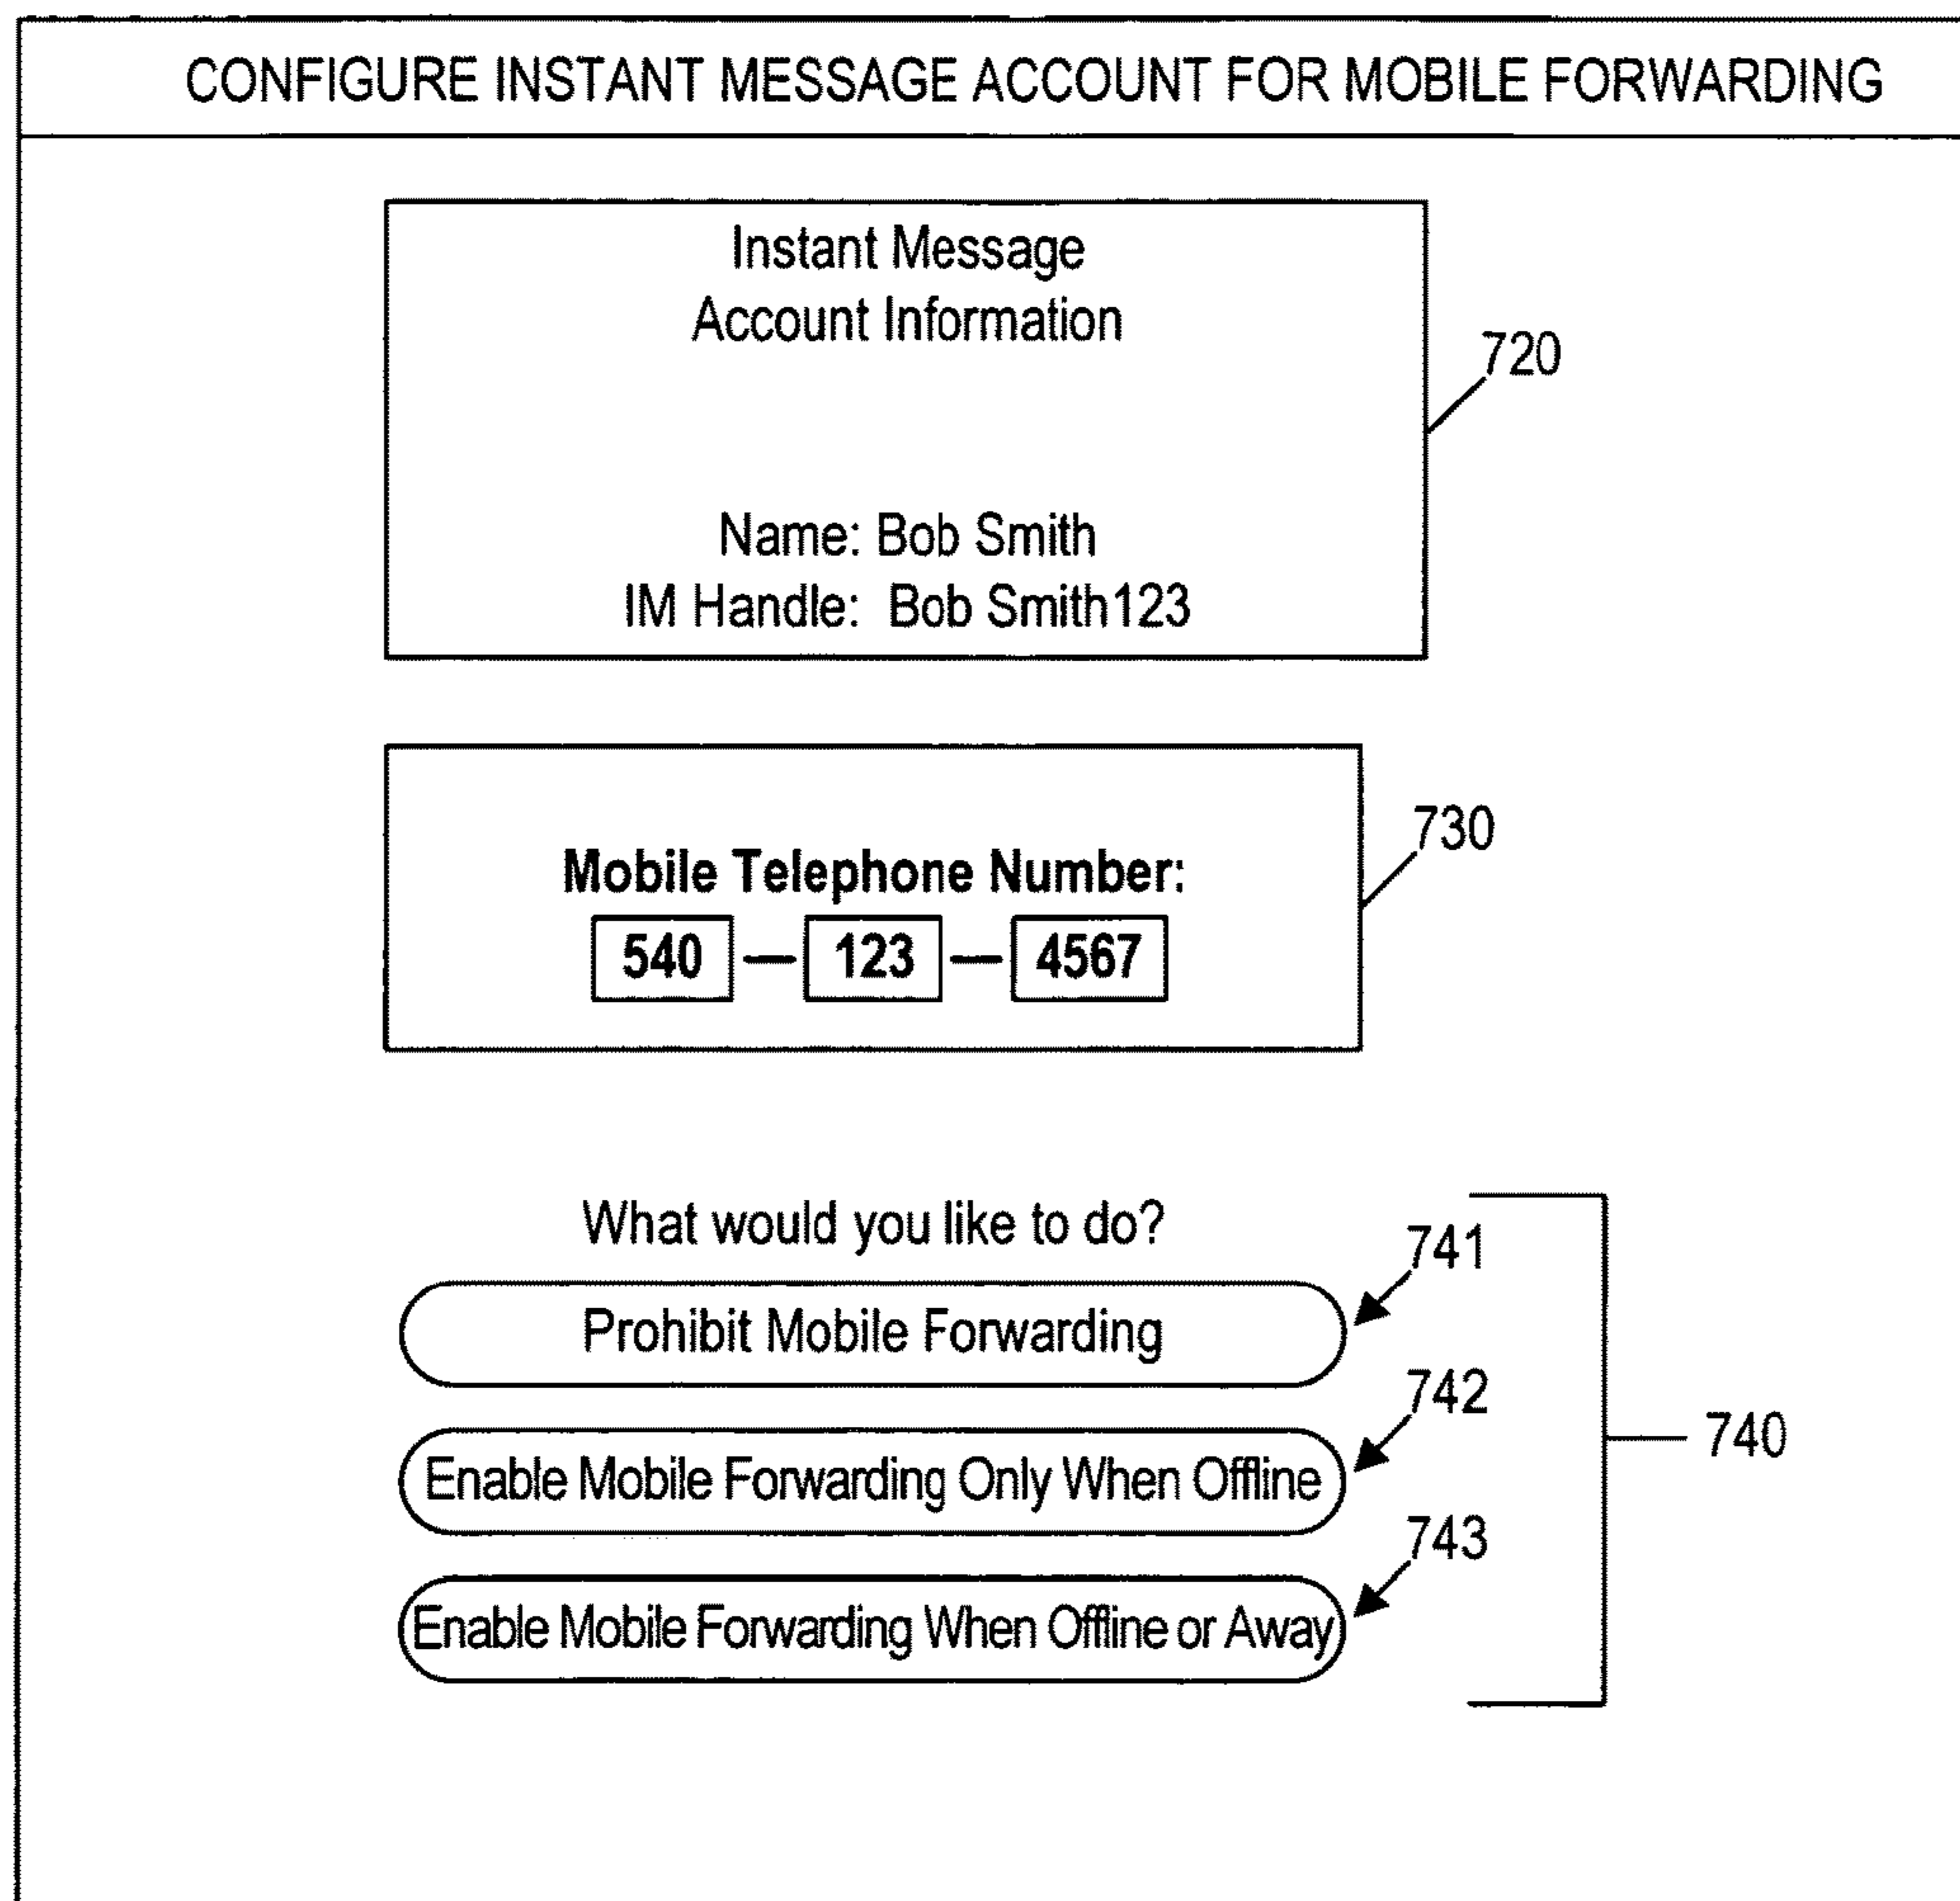 CONFIGURE INSTANT MESSAGE ACCOUNT FOR MOBILE FORWARDING
Instant Message
Account Information
720
Name: Bob Smith
IM Handle: Bob Smith123
730
Mobile Telephone Number:
540 — 123 — 4567
What would you like to do?
741
Prohibit Mobile Forwarding
742
Enable Mobile Forwarding Only When Offline
740
743
Enable Mobile Forwarding When Offline or Away